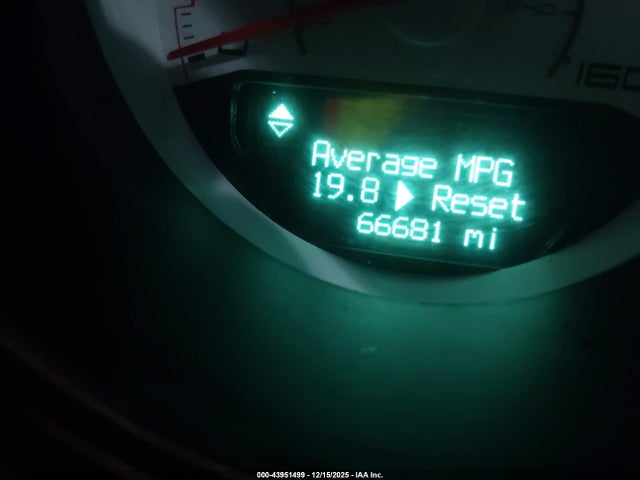 160
Average MPG
19.8 ▶ Reset
66681 mi
000-43951499 - 12/15/2025 - IAA Inc.